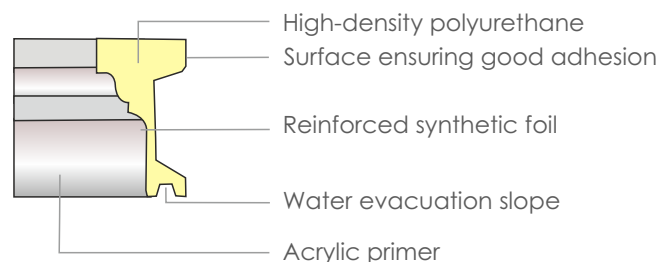 High-density polyurethane
Surface ensuring good adhesion
Reinforced synthetic foil
Water evacuation slope
Acrylic primer